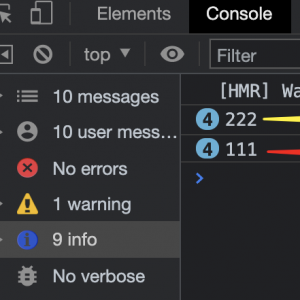 Elements
Console
top
Filter
10 messages
10 user mess...
No errors
1 warning
9 info
No verbose
[HMR] Wa
4 222
4 111